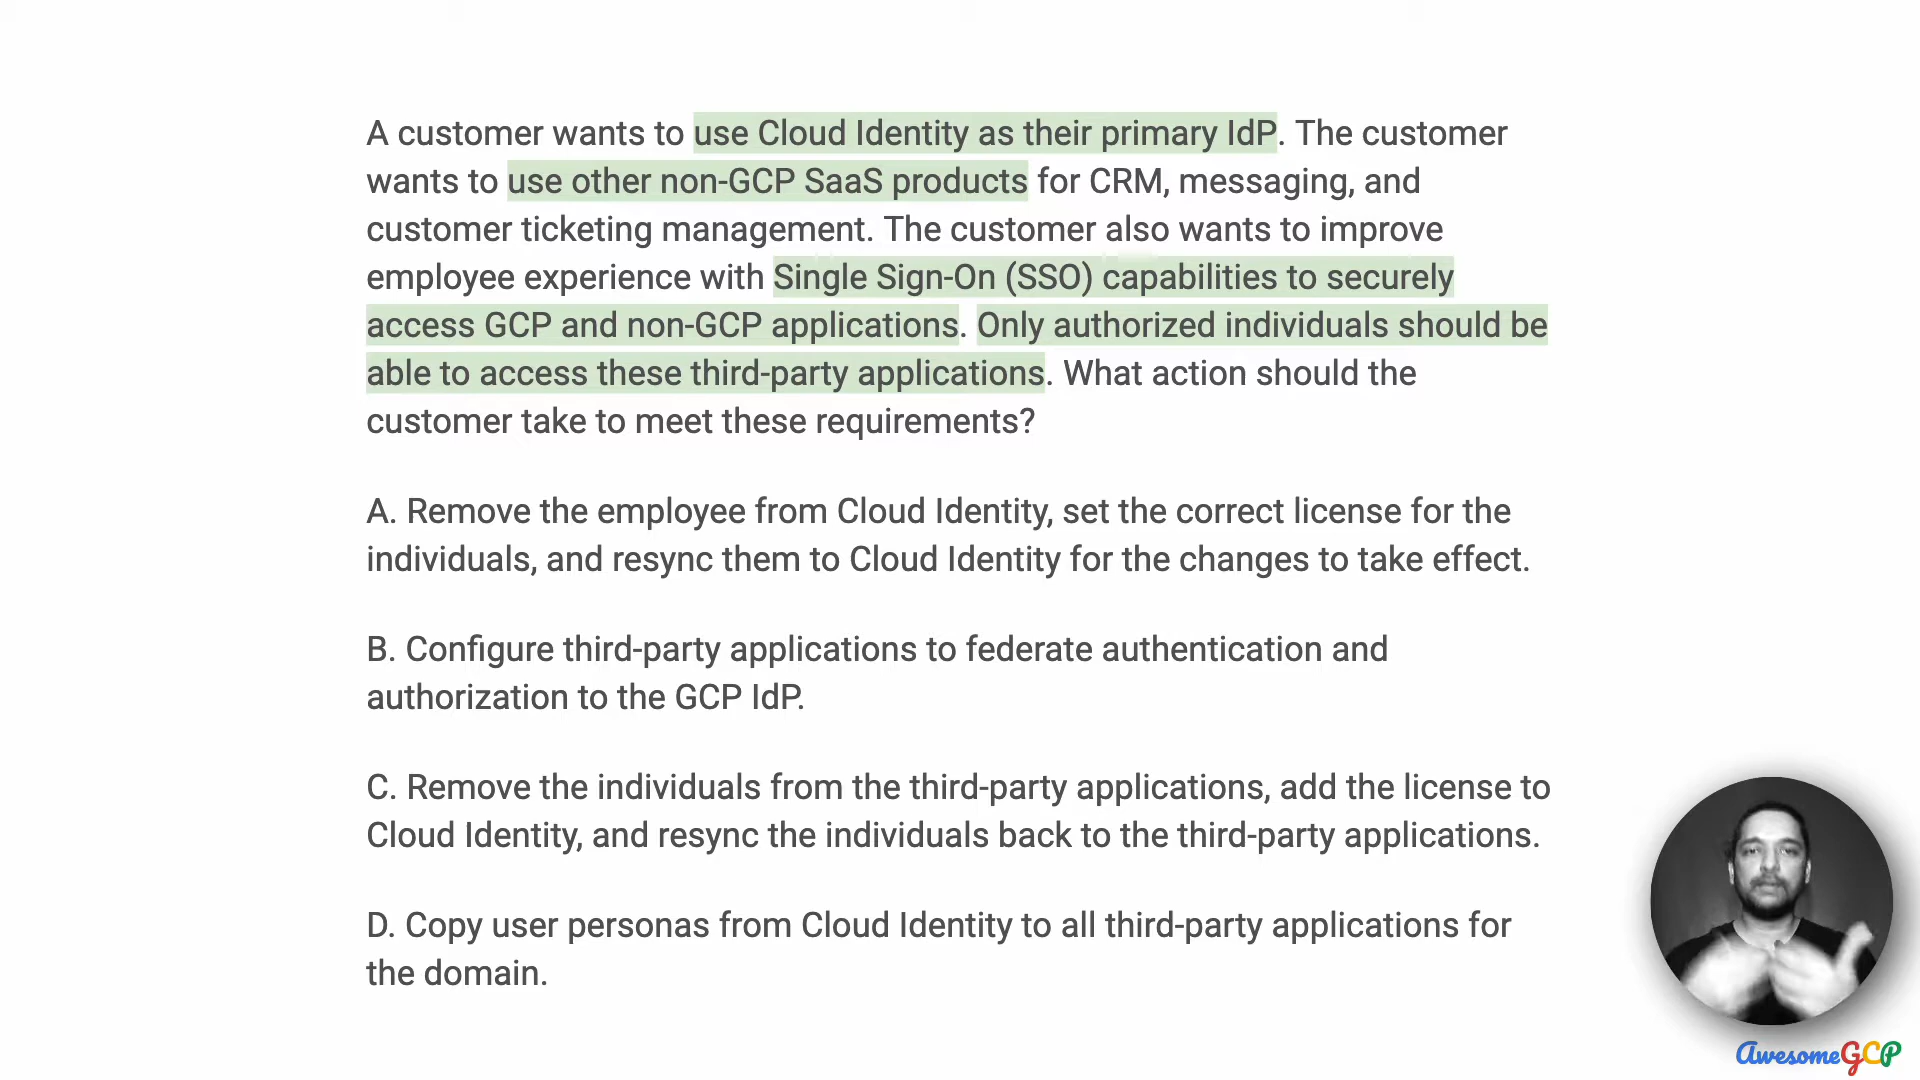 A customer wants to use Cloud Identity as their primary IdP. The customer
wants to use other non-GCP SaaS products for CRM, messaging, and
customer ticketing management. The customer also wants to improve
employee experience with Single Sign-On (SSO) capabilities to securely
access GCP and non-GCP applications. Only authorized individuals should be
able to access these third-party applications. What action should the
customer take to meet these requirements?
A. Remove the employee from Cloud Identity, set the correct license for the
individuals, and resync them to Cloud Identity for the changes to take effect.
B. Configure third-party applications to federate authentication and
authorization to the GCP IdP.
C. Remove the individuals from the third-party applications, add the license to
Cloud Identity, and resync the individuals back to the third-party applications.
D. Copy user personas from Cloud Identity to all third-party applications for
the domain.
AwesomeGCP